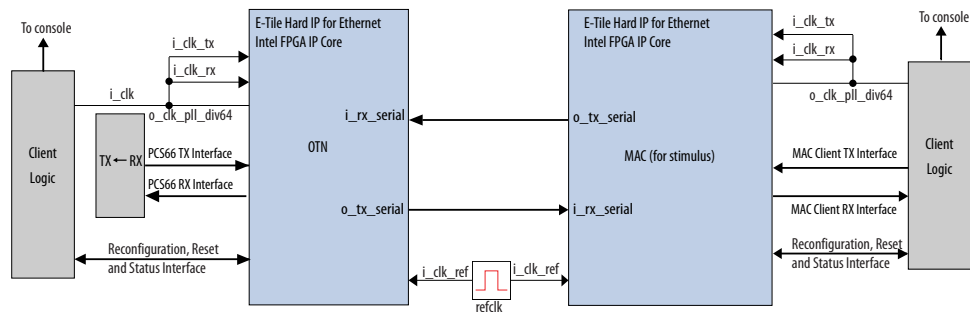 To console
i_clk_tx
i_clk_rx
i_clk
o_clk_pll_div64
Client
Logic
TX
RX
PCS66 TX Interface
PCS66 RX Interface
Reconfiguration, Reset
and Status Interface
E-Tile Hard IP for Ethernet
Intel FPGA IP Core
i_rx_serial
OTN
o_tx_serial
i_clk_ref
refclk
i_clk_ref
E-Tile Hard IP for Ethernet
Intel FPGA IP Core
o_tx_serial
MAC (for stimulus)
i_rx_serial
To console
i_clk_tx
i_clk_rx
o_clk_pll_div64
MAC Client TX Interface
MAC Client RX Interface
Reconfiguration, Reset
and Status Interface
Client
Logic